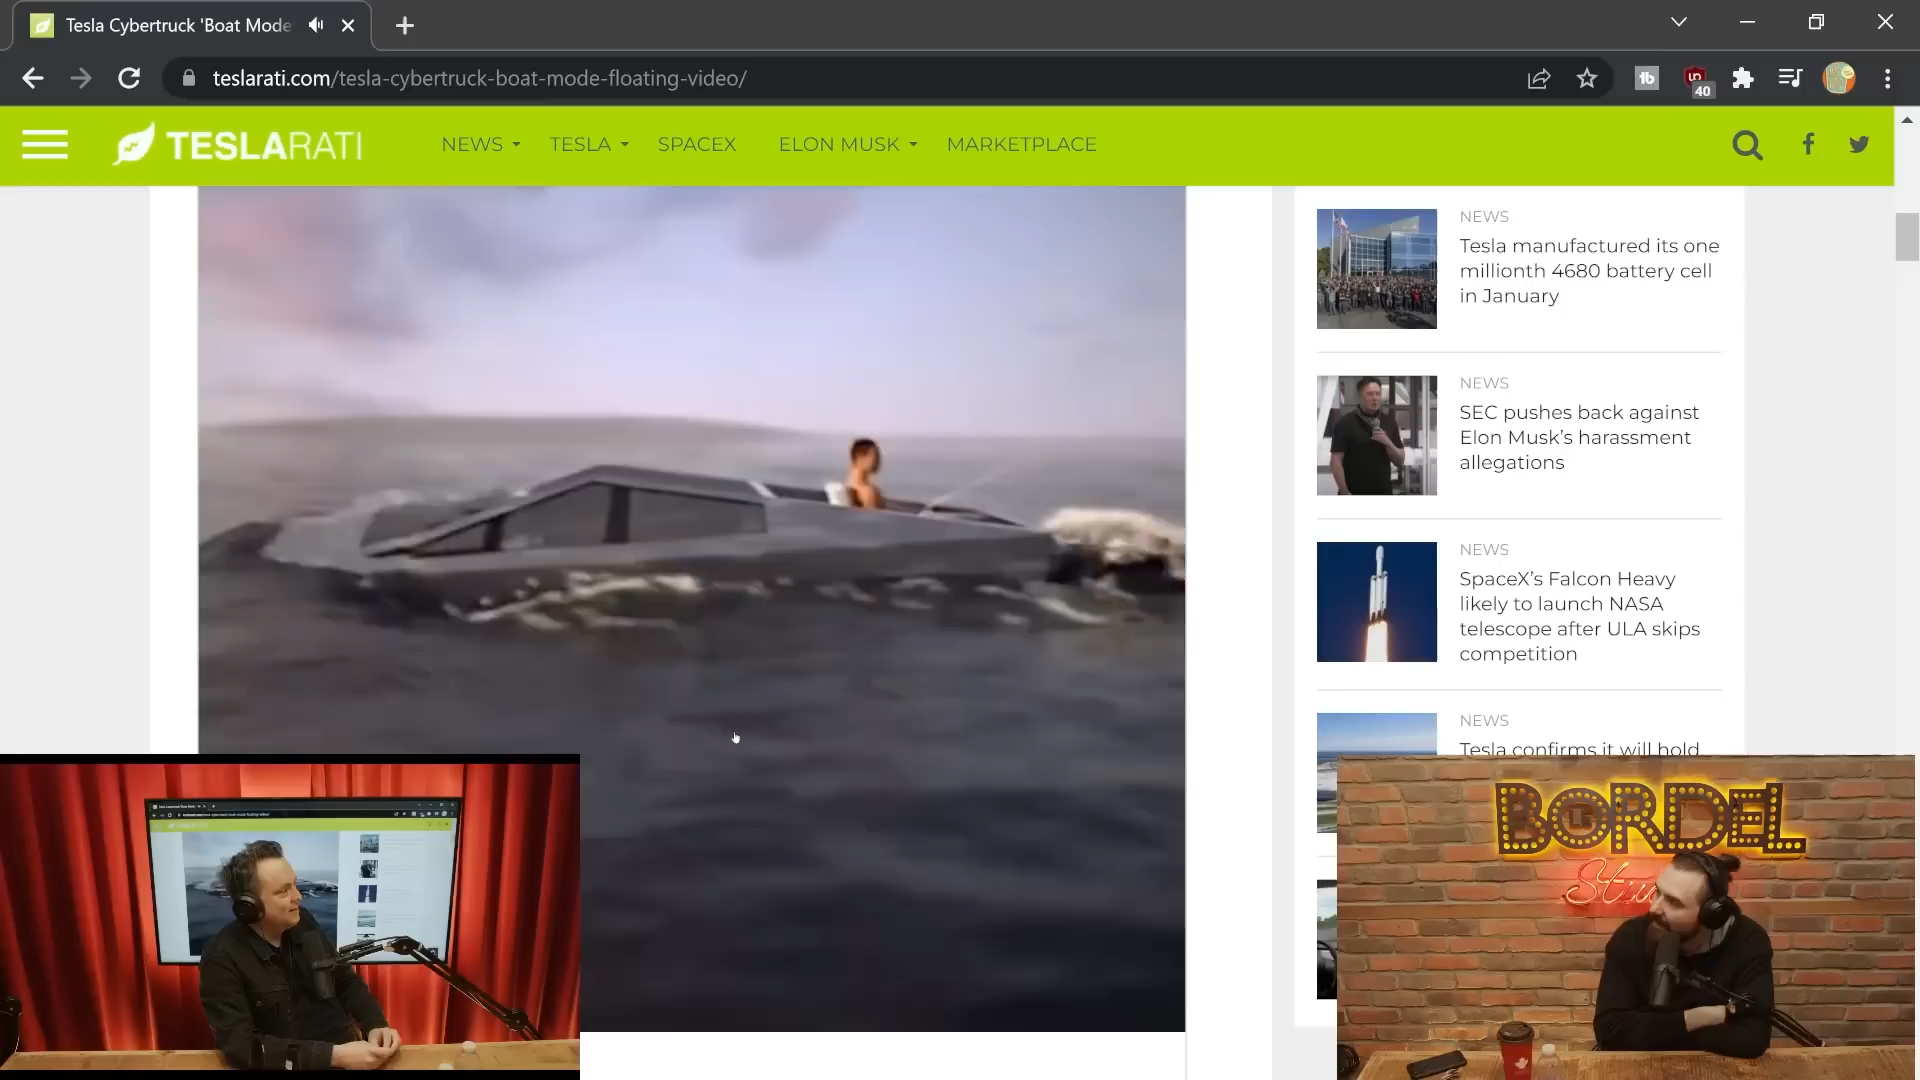 Tesla Cybertruck 'Boat Mode'
teslarati.com/tesla-cybertruck-boat-mode-floating-video/
40
TESLARATI
NEWS
TESLA
SPACEX
ELON MUSK
MARKETPLACE
NEWS
Tesla manufactured its one
millionth 4680 battery cell
in January
NEWS
SEC pushes back against
Elon Musk's harassment
allegations
NEWS
SpaceX's Falcon Heavy
likely to launch NASA
telescope after ULA skips
competition
NEWS
Tesla confirms it will hold
BORDEL